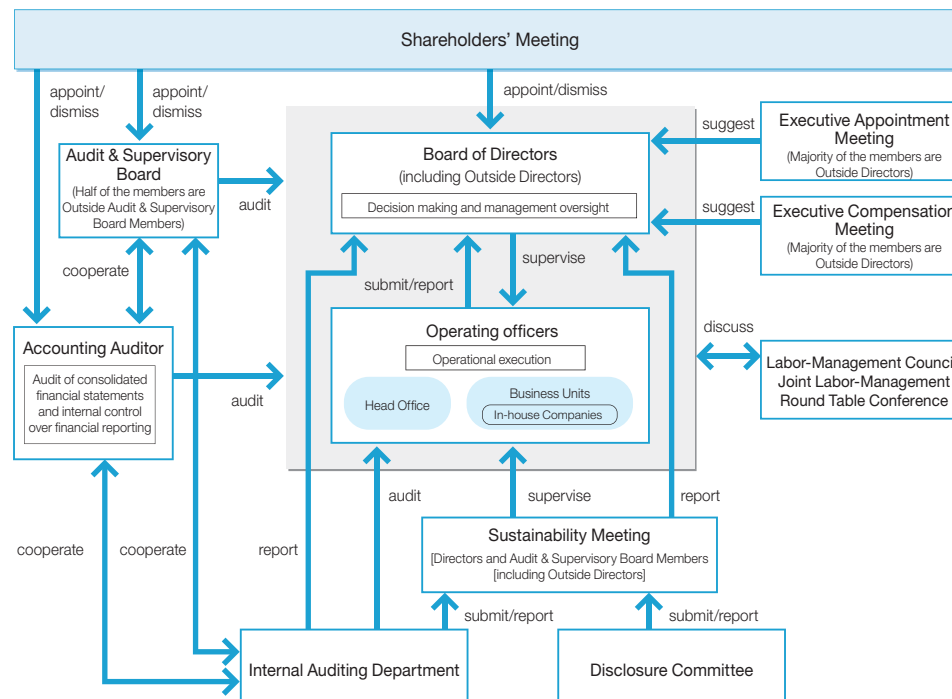 Shareholders' Meeting
appoint/
dismiss
appoint/
dismiss
appoint/dismiss
Audit & Supervisory
Board
(Half of the members are
Outside Audit & Supervisory
Board Members)
audit
Board of Directors
(including Outside Directors)
Decision making and management oversight
suggest
Executive Appointment
Meeting
(Majority of the members are
Outside Directors)
suggest
Executive Compensation
Meeting
(Majority of the members are
Outside Directors)
cooperate
submit/report
supervise
Accounting Auditor
Audit of consolidated
financial statements
and internal control
over financial reporting
audit
Operating officers
Operational execution
Head Office
Business Units
In-house Companies
discuss
Labor-Management Counci
Joint Labor-Management
Round Table Conference
cooperate
cooperate
report
audit
supervise
report
Sustainability Meeting
[Directors and Audit & Supervisory Board Members
[including Outside Directors]
submit/report
submit/report
Internal Auditing Department
Disclosure Committee